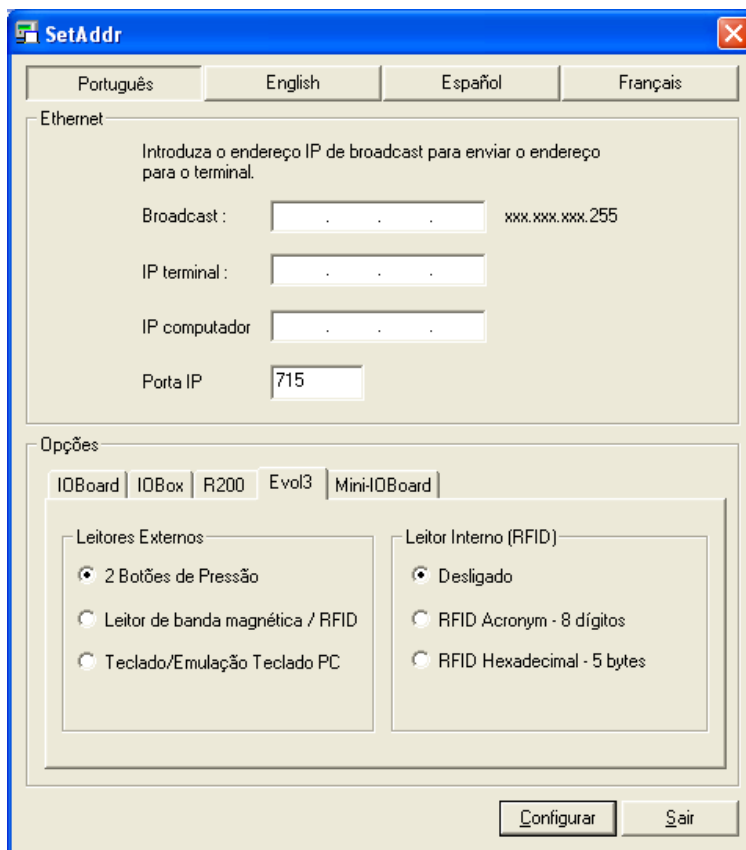 SetAddr
Português English Español Français
Ethernet
Introduza o endereço IP de broadcast para enviar o endereço
para o terminal.
Broadcast : . . . xxx.xxx.xxx.255
IP terminal : . . .
IP computador . . .
Porta IP 715
Opções
IOBoard IOBox R200 Evol3 Mini-IOBoard
Leitores Externos
2 Botões de Pressão
Leitor de banda magnética / RFID
Teclado/Emulação Teclado PC
Leitor Interno (RFID)
Desligado
RFID Acronym - 8 dígitos
RFID Hexadecimal - 5 bytes
Configurar Sair